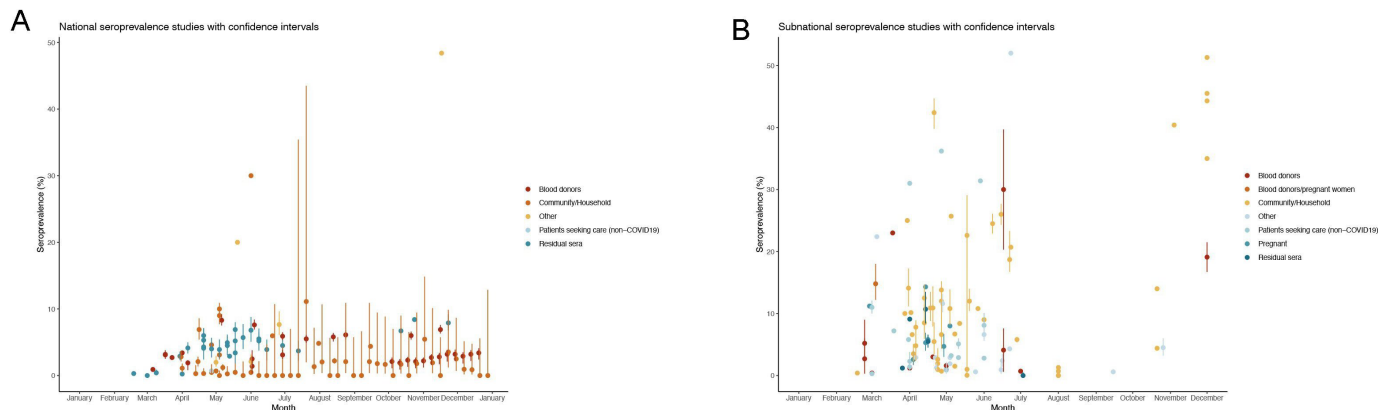 A
National seroprevalence studies with confidence intervals
50
40
30
20
10
0
Seroprevalence (%)
January February March April May June July August September October November December January
Month
Blood donors
Community/Household
Other
Patients seeking care (non-COVID19)
Residual sera
B
Subnational seroprevalence studies with confidence intervals
50
40
30
20
10
0
Seroprevalence (%)
January February March April May June July August September October November December
Month
Blood donors
Blood donors/pregnant women
Community/Household
Other
Patients seeking care (non-COVID19)
Pregnant
Residual sera